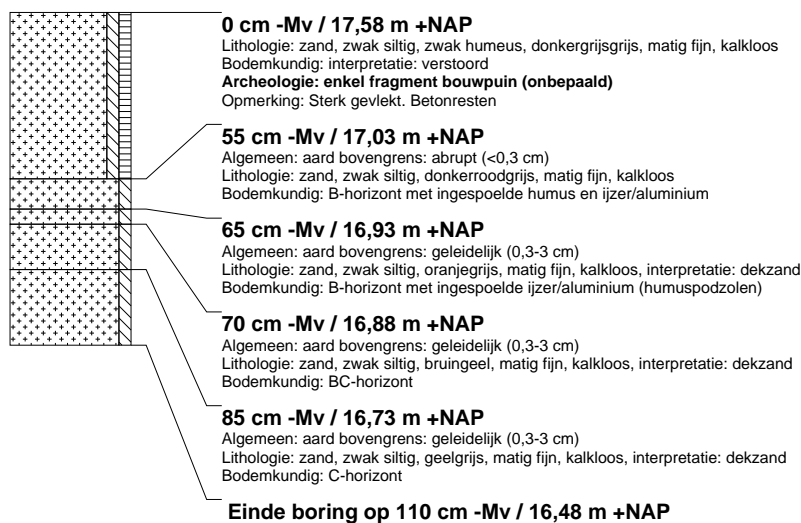 0 cm -Mv / 17,58 m +NAP
Lithologie: zand, zwak siltig, zwak humeus, donkergrijsgrijs, matig fijn, kalkloos
Bodemkundig: interpretatie: verstoord
Archeologie: enkel fragment bouwpuin (onbepaald)
Opmerking: Sterk gevlekt. Betonresten
55 cm -Mv / 17,03 m +NAP
Algemeen: aard bovengrens: abrupt (<0,3 cm)
Lithologie: zand, zwak siltig, donkerroodgrijs, matig fijn, kalkloos
Bodemkundig: B-horizont met ingespoelde humus en ijzer/aluminium
65 cm -Mv / 16,93 m +NAP
Algemeen: aard bovengrens: geleidelijk (0,3-3 cm)
Lithologie: zand, zwak siltig, oranjegrijs, matig fijn, kalkloos, interpretatie: dekzand
Bodemkundig: B-horizont met ingespoelde ijzer/aluminium (humuspodzolen)
70 cm -Mv / 16,88 m +NAP
Algemeen: aard bovengrens: geleidelijk (0,3-3 cm)
Lithologie: zand, zwak siltig, bruingeel, matig fijn, kalkloos, interpretatie: dekzand
Bodemkundig: BC-horizont
85 cm -Mv / 16,73 m +NAP
Algemeen: aard bovengrens: geleidelijk (0,3-3 cm)
Lithologie: zand, zwak siltig, geelgrijs, matig fijn, kalkloos, interpretatie: dekzand
Bodemkundig: C-horizont
Einde boring op 110 cm -Mv / 16,48 m +NAP